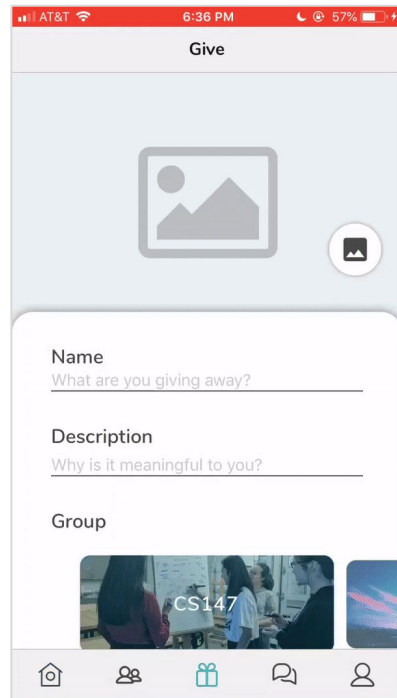 AT&T 6:36 PM 57%
Give
Name
What are you giving away?
Description
Why is it meaningful to you?
Group
CS147